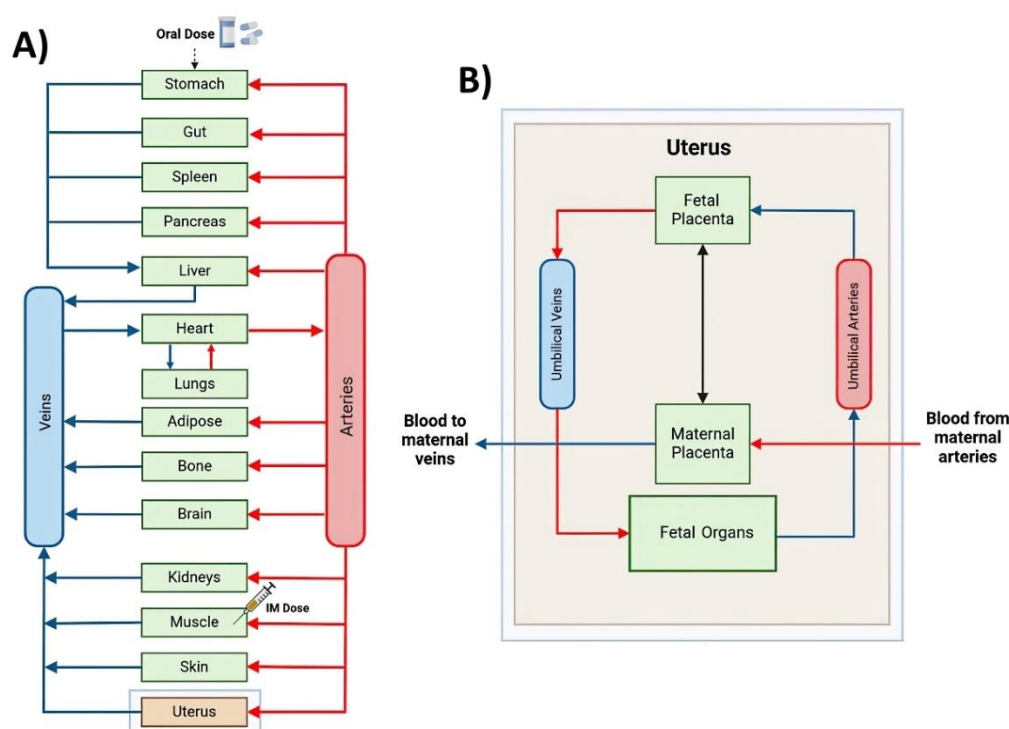 A)
Oral Dose
Stomach
Gut
Spleen
Pancreas
Liver
Heart
Lungs
Adipose
Bone
Brain
Kidneys
IM Dose
Muscle
Skin
Uterus
Veins
Arteries
B)
Uterus
Fetal
Placenta
Umbilical Veins
Umbilical Arteries
Blood to
maternal
veins
Maternal
Placenta
Blood from
maternal
arteries
Fetal Organs